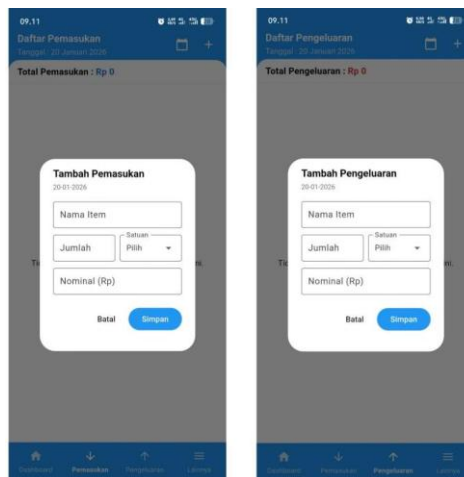 09.11
Daftar Pemasukan
Tanggal : 20 Januari 2026
Total Pemasukan : Rp 0
Tambah Pemasukan
20-01-2026
Nama Item
Jumlah
Satuan
Pilih
Nominal (Rp)
Batal
Simpan
Dashboard
Pemasukan
Pengeluaran
Lainnya
09.11
Daftar Pengeluaran
Tanggal : 20 Januari 2026
Total Pengeluaran : Rp 0
Tambah Pengeluaran
20-01-2026
Nama Item
Jumlah
Satuan
Pilih
Nominal (Rp)
Batal
Simpan
Dashboard
Pemasukan
Pengeluaran
Lainnya